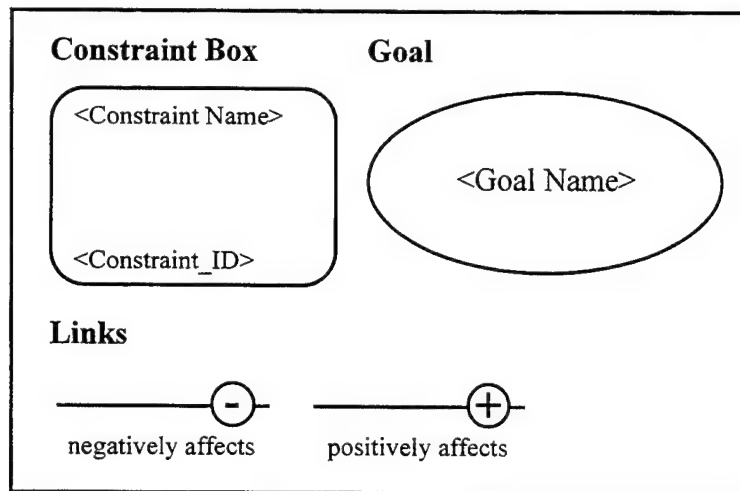 Constraint Box
Goal
<Constraint Name>
<Goal Name>
<Constraint_ID>
Links
-
+
negatively affects
positively affects